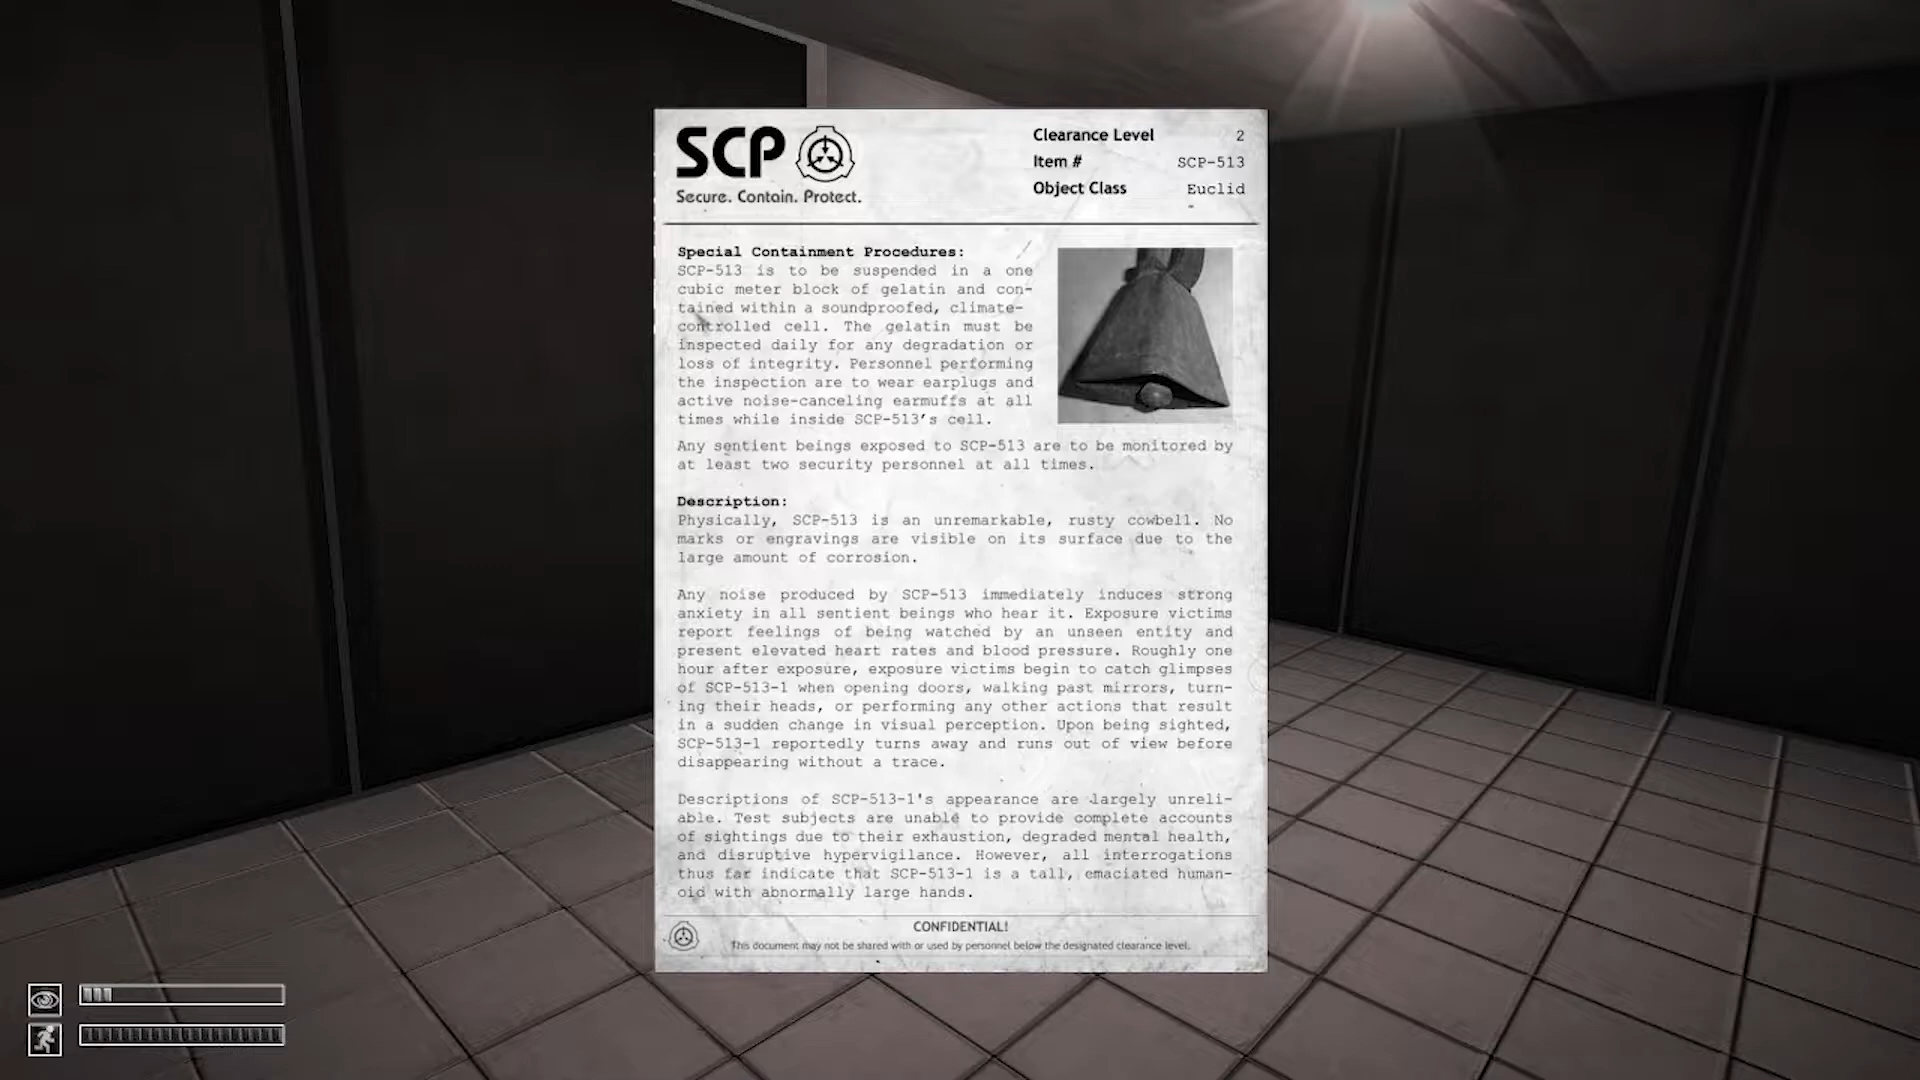 SCP
Secure. Contain. Protect.
Clearance Level 2
Item # SCP-513
Object Class Euclid
Special Containment Procedures:
SCP-513 is to be suspended in a one
cubic meter block of gelatin and con-
tained within a soundproofed, climate-
controlled cell. The gelatin must be
inspected daily for any degradation or
loss of integrity. Personnel performing
the inspection are to wear earplugs and
active noise-canceling earmuffs at all
times while inside SCP-513's cell.
Any sentient beings exposed to SCP-513 are to be monitored by
at least two security personnel at all times.
Description:
Physically, SCP-513 is an unremarkable, rusty cowbell. No
marks or engravings are visible on its surface due to the
large amount of corrosion.
Any noise produced by SCP-513 immediately induces strong
anxiety in all sentient beings who hear it. Exposure victims
report feelings of being watched by an unseen entity and
present elevated heart rates and blood pressure. Roughly one
hour after exposure, exposure victims begin to catch glimpses
of SCP-513-1 when opening doors, walking past mirrors, turn-
ing their heads, or performing any other actions that result
in a sudden change in visual perception. Upon being sighted,
SCP-513-1 reportedly turns away and runs out of view before
disappearing without a trace.
Descriptions of SCP-513-1's appearance are largely unreli-
able. Test subjects are unable to provide complete accounts
of sightings due to their exhaustion, degraded mental health,
and disruptive hypervigilance. However, all interrogations
thus far indicate that SCP-513-1 is a tall, emaciated human-
oid with abnormally large hands.
CONFIDENTIAL!
This document may not be shared with or used by personnel below the designated clearance level.